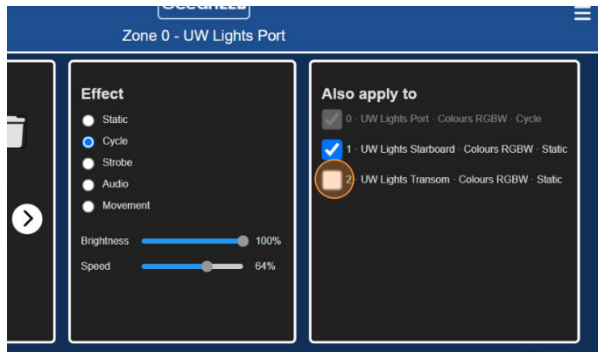 OceanLED
Zone 0 - UW Lights Port
Effect
Static
Cycle
Strobe
Audio
Movement
Brightness 100%
Speed 64%
Also apply to
0 · UW Lights Port · Colours RGBW · Cycle
1 · UW Lights Starboard · Colours RGBW · Static
2 · UW Lights Transom · Colours RGBW · Static